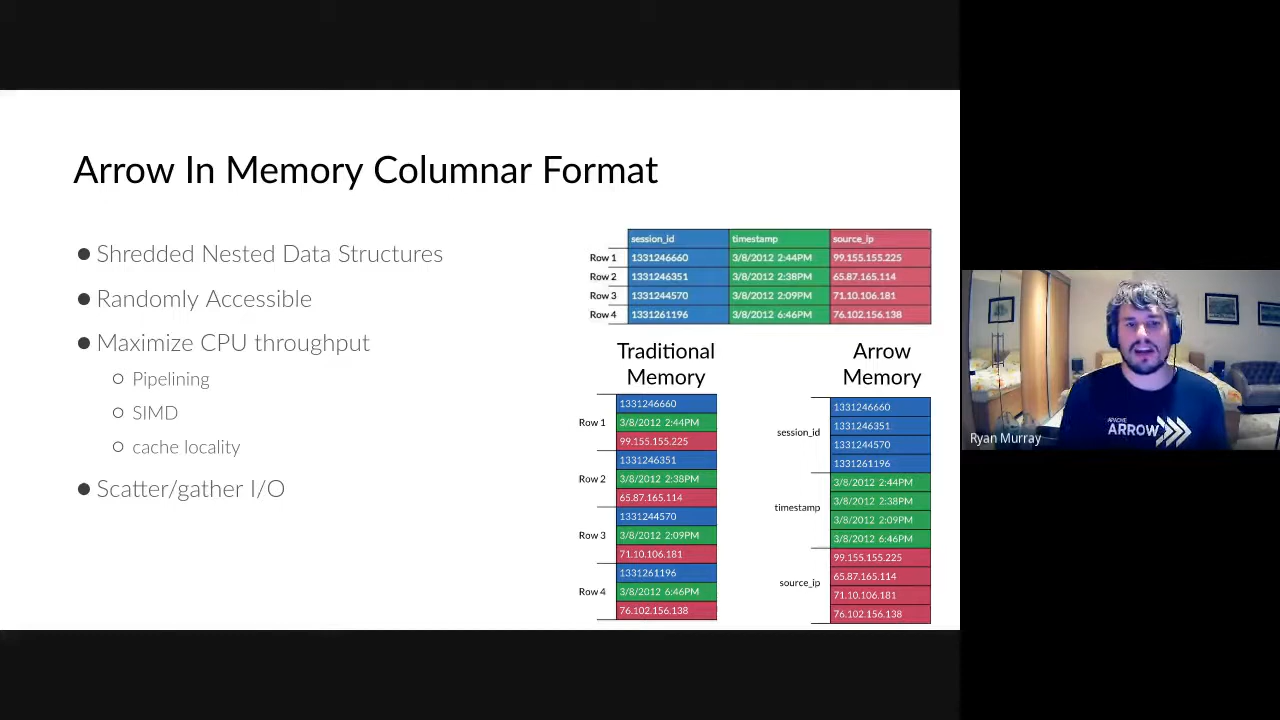 Arrow In Memory Columnar Format
● Shredded Nested Data Structures
● Randomly Accessible
● Maximize CPU throughput
○ Pipelining
○ SIMD
○ cache locality
● Scatter/gather I/O
session_id timestamp source_ip
Row 1 1331246660 3/8/2012 2:44PM 99.155.155.225
Row 2 1331246351 3/8/2012 2:38PM 65.87.165.114
Row 3 1331244570 3/8/2012 2:09PM 71.10.106.181
Row 4 1331261196 3/8/2012 6:46PM 76.102.156.138
Traditional
Memory
Row 1
1331246660
3/8/2012 2:44PM
99.155.155.225
Row 2
1331246351
3/8/2012 2:38PM
65.87.165.114
Row 3
1331244570
3/8/2012 2:09PM
71.10.106.181
Row 4
1331261196
3/8/2012 6:46PM
76.102.156.138
Arrow
Memory
session_id
1331246660
1331246351
1331244570
1331261196
timestamp
3/8/2012 2:44PM
3/8/2012 2:38PM
3/8/2012 2:09PM
3/8/2012 6:46PM
source_ip
99.155.155.225
65.87.165.114
71.10.106.181
76.102.156.138
APACHE
ARROW
Ryan Murray